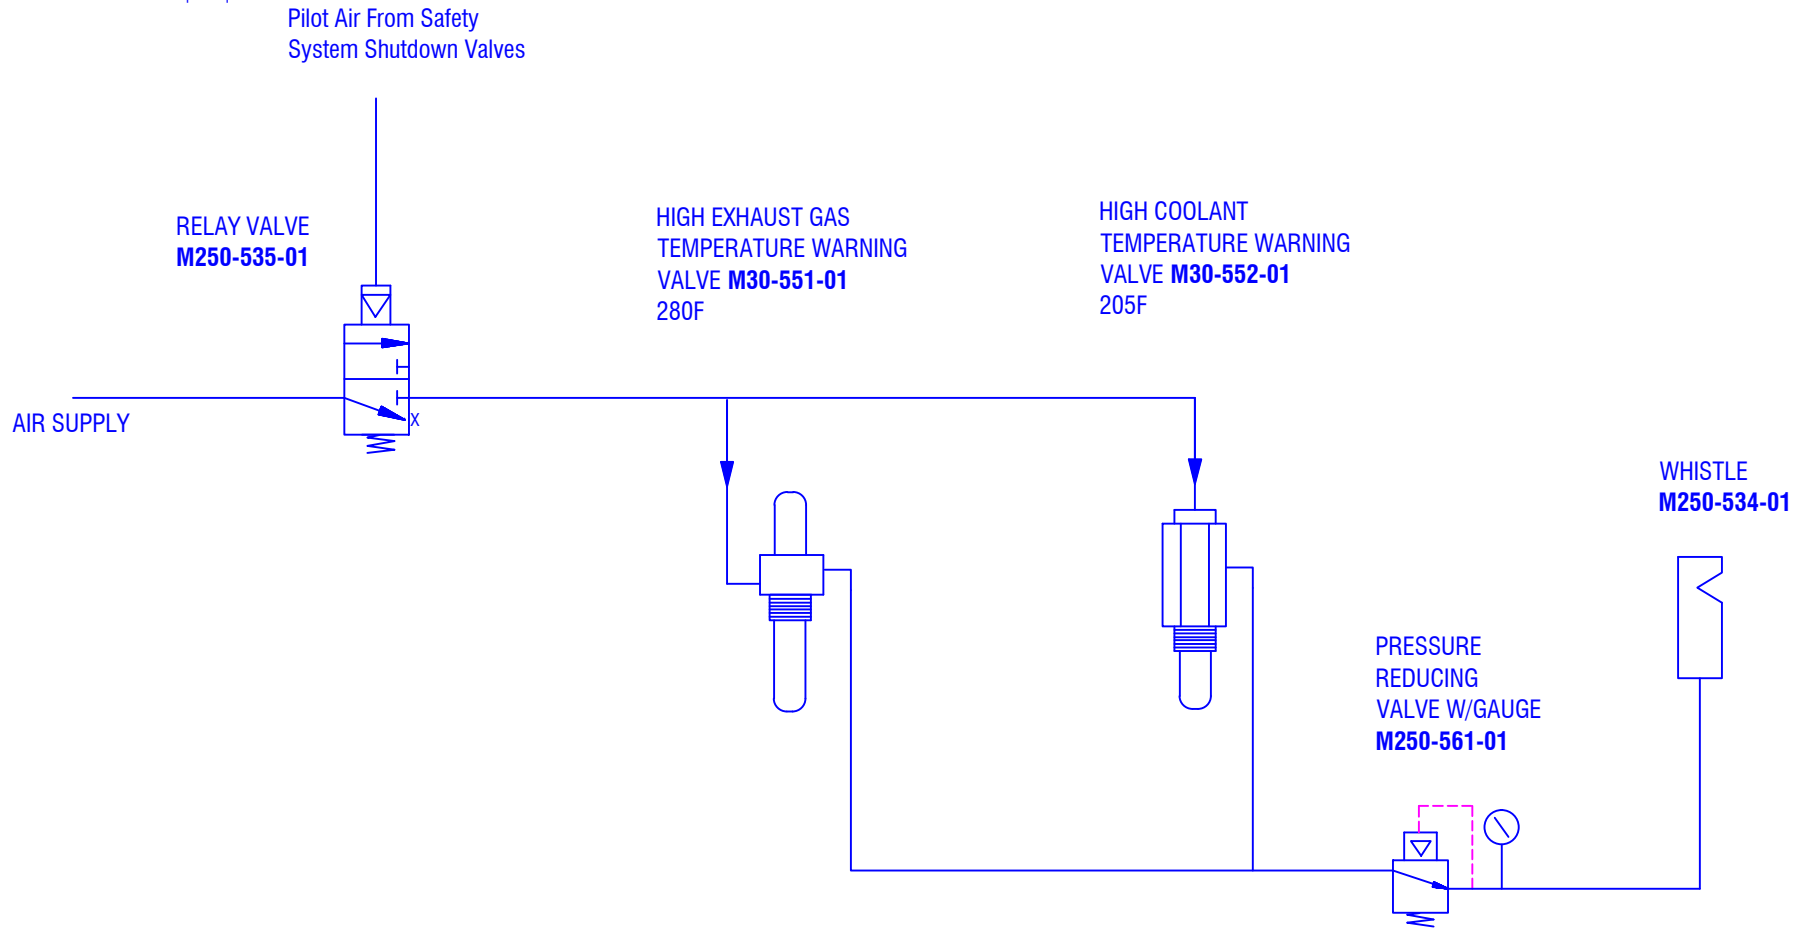 Pilot Air From Safety
System Shutdown Valves
RELAY VALVE
M250-535-01
HIGH EXHAUST GAS
TEMPERATURE WARNING
VALVE M30-551-01
280F
HIGH COOLANT
TEMPERATURE WARNING
VALVE M30-552-01
205F
X
AIR SUPPLY
WHISTLE
M250-534-01
PRESSURE
REDUCING
VALVE W/GAUGE
M250-561-01